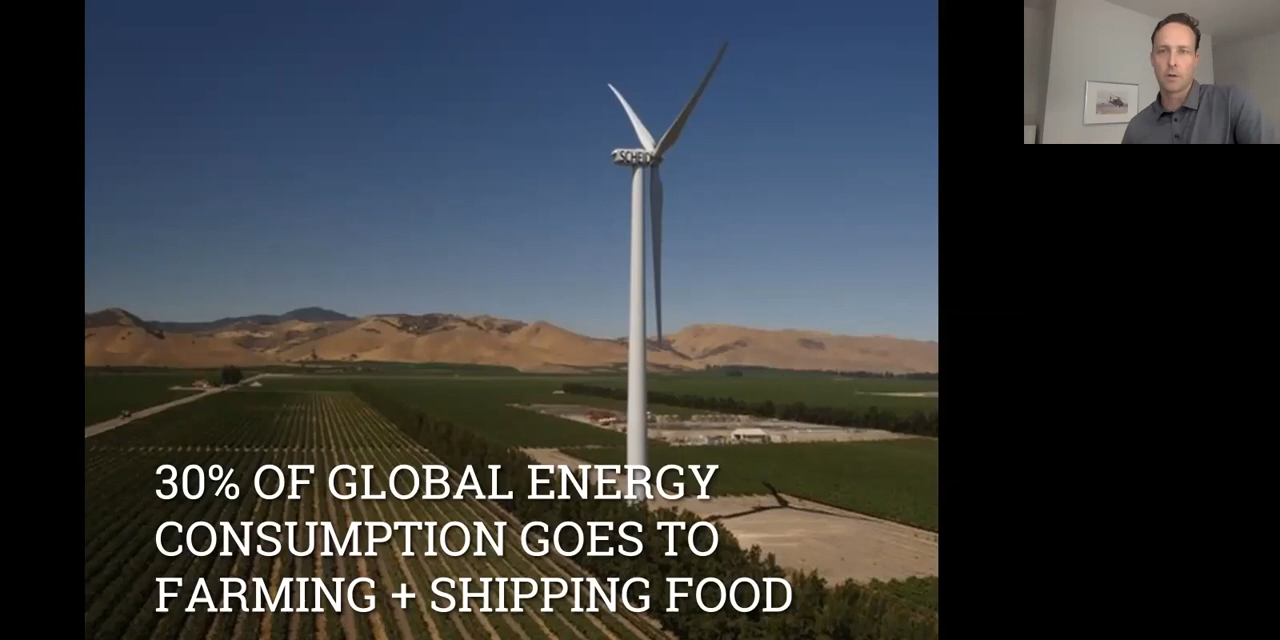 SCHEID
30% OF GLOBAL ENERGY
CONSUMPTION GOES TO
FARMING + SHIPPING FOOD